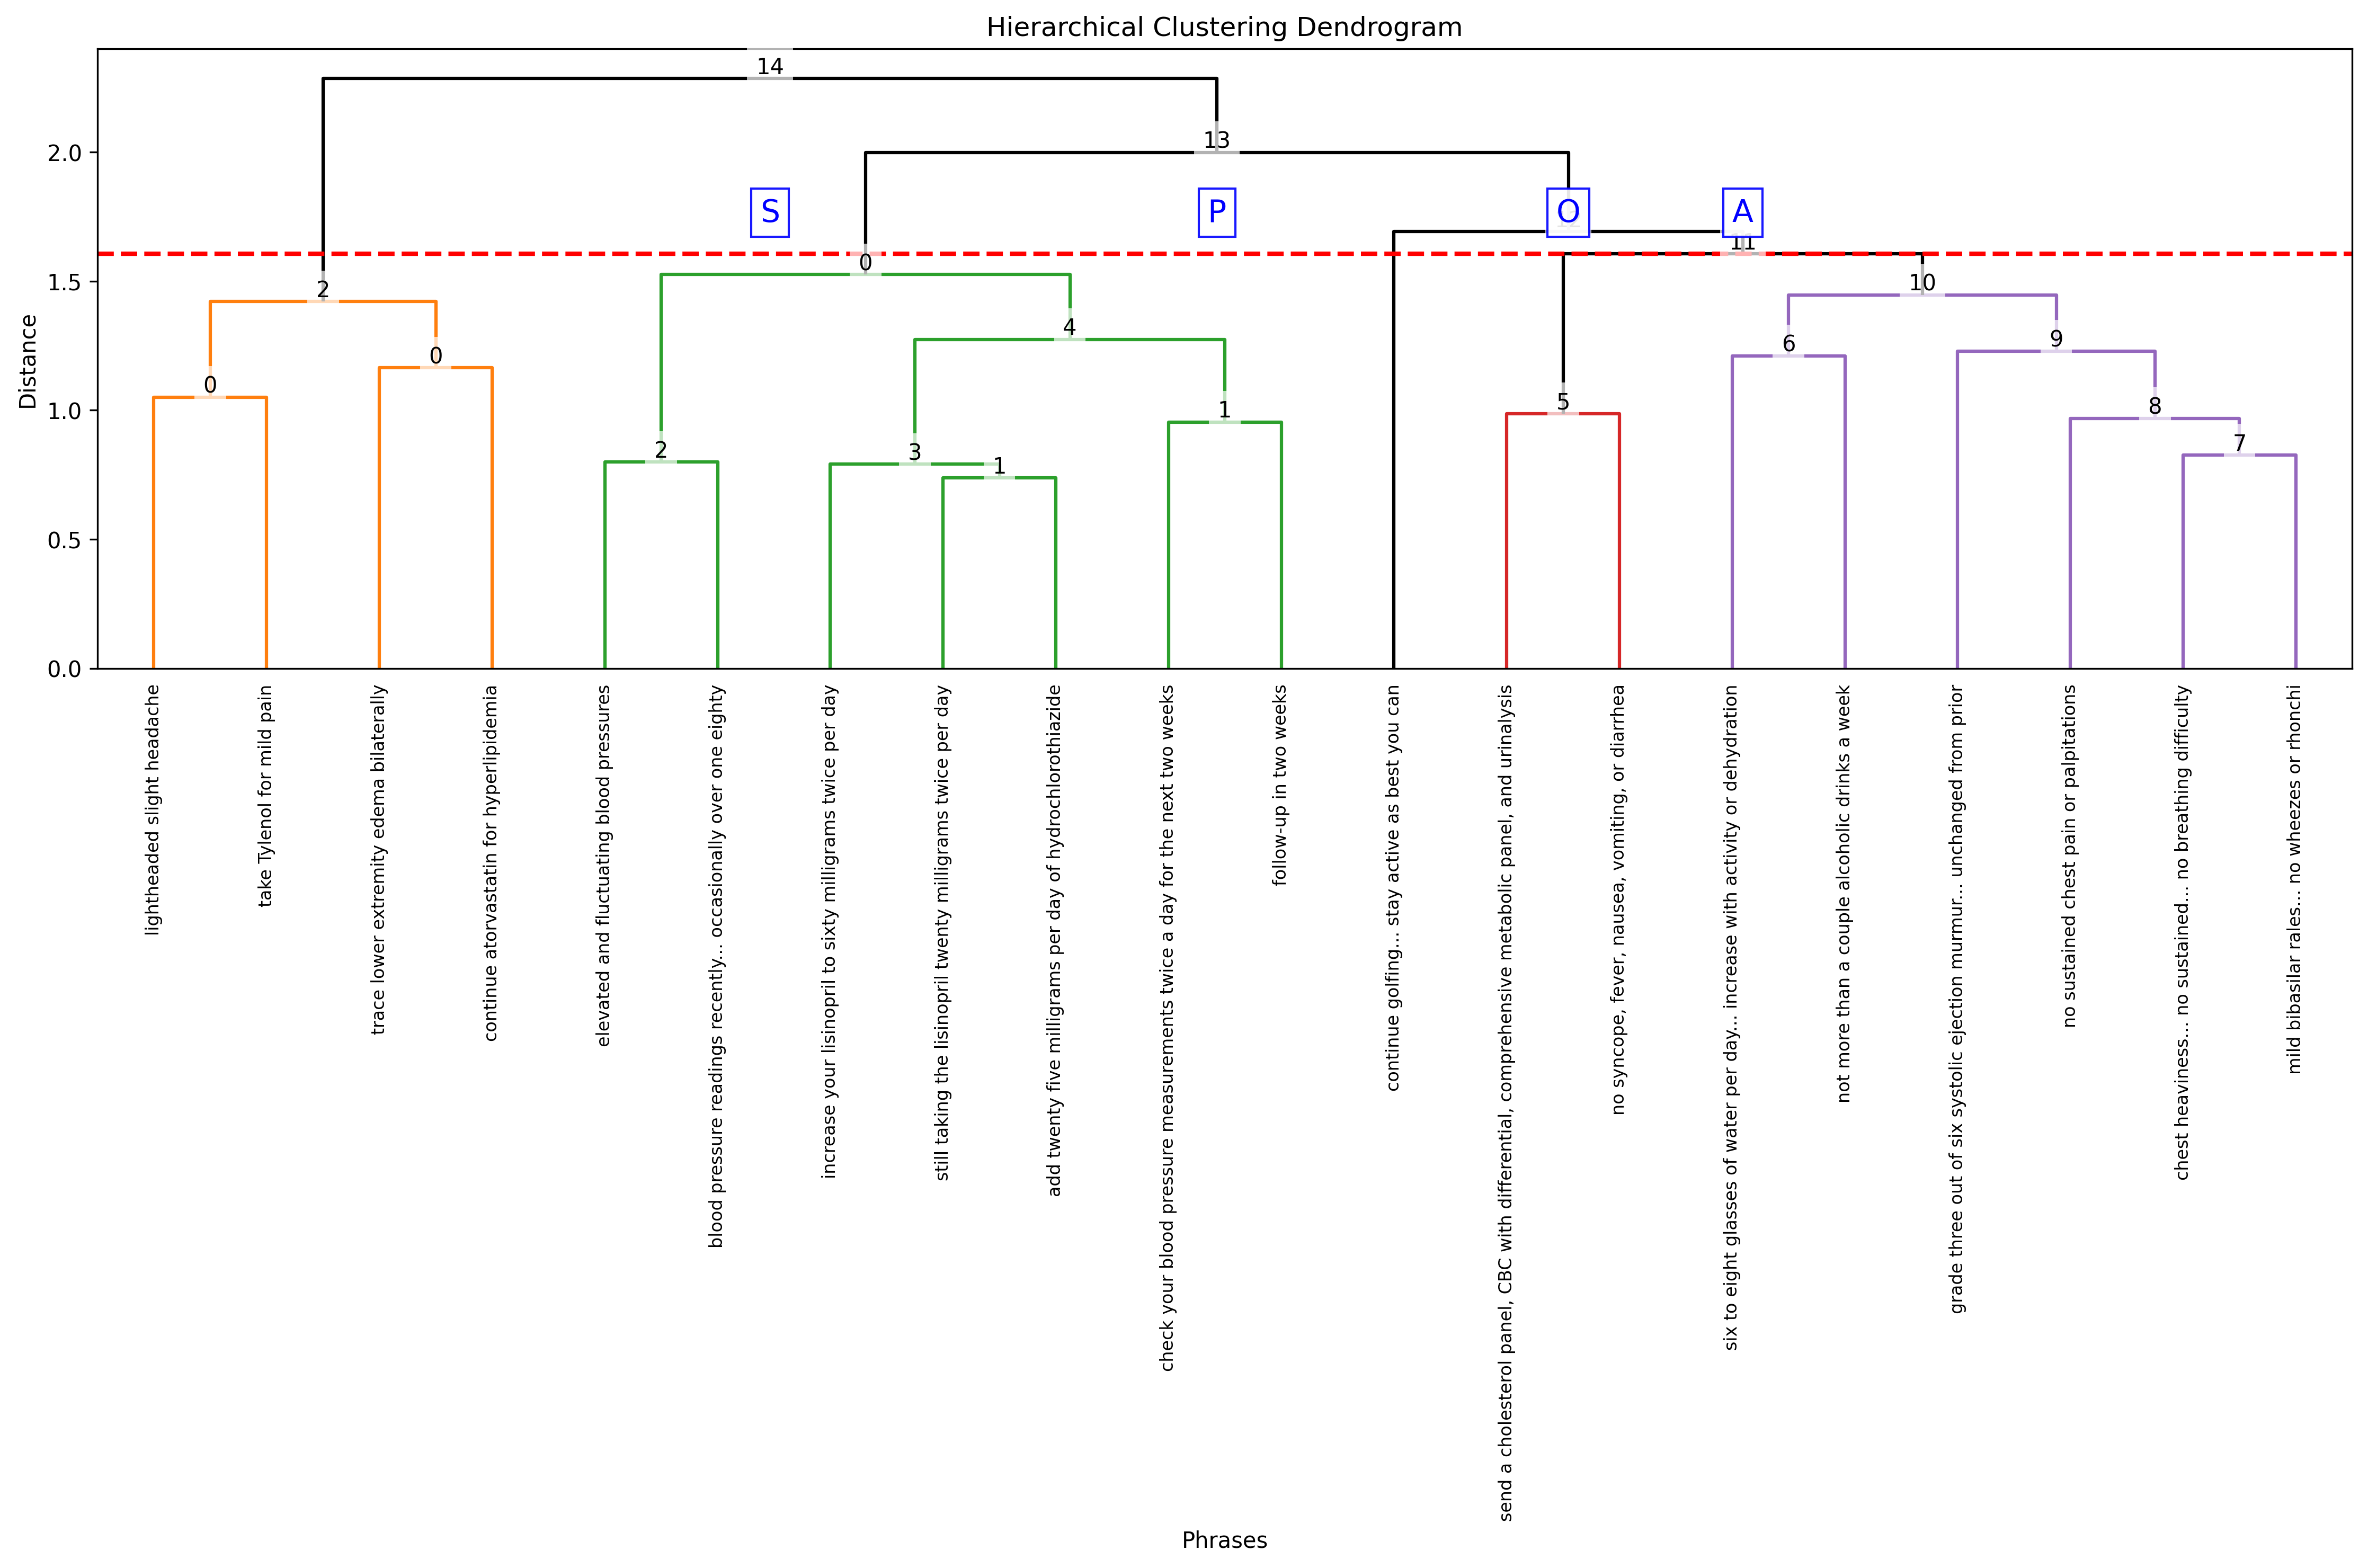 Hierarchical Clustering Dendrogram
14
13
2.0
S
P
O
A
11
1.5
0
2
10
4
6
9
0
0
1.0
1
5
8
2
3
1
7
0.5
0.0
Distance
lightheaded slight headache
take Tylenol for mild pain
trace lower extremity edema bilaterally
continue atorvastatin for hyperlipidemia
elevated and fluctuating blood pressures
blood pressure readings recently... occasionally over one eighty
increase your lisinopril to sixty milligrams twice per day
still taking the lisinopril twenty milligrams twice per day
add twenty five milligrams per day of hydrochlorothiazide
check your blood pressure measurements twice a day for the next two weeks
follow-up in two weeks
continue golfing... stay active as best you can
send a cholesterol panel, CBC with differential, comprehensive metabolic panel, and urinalysis
no syncope, fever, nausea, vomiting, or diarrhea
six to eight glasses of water per day... increase with activity or dehydration
not more than a couple alcoholic drinks a week
grade three out of six systolic ejection murmur... unchanged from prior
no sustained chest pain or palpitations
chest heaviness... no sustained... no breathing difficulty
mild bibasilar rales... no wheezes or rhonchi
Phrases